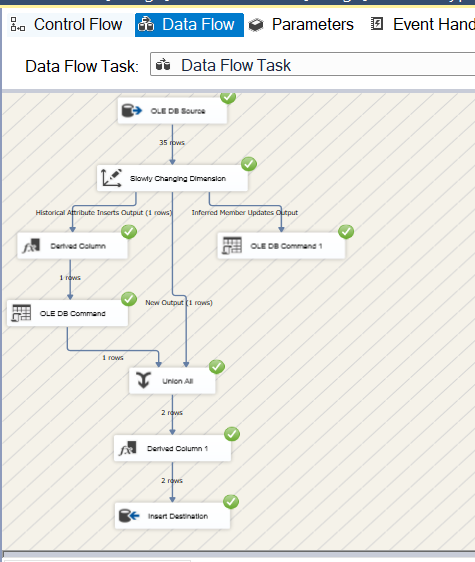 Control Flow
Data Flow
Parameters
Event Hand
Data Flow Task:
Data Flow Task
OLE DB Source
35 rows
Slowly Changing Dimension
Historical Attribute Inserts Output (1 rows)
Inferred Member Updates Output
Derived Column
OLE DB Command 1
1 rows
New Output (1 rows)
OLE DB Command
1 rows
Union All
2 rows
Derived Column 1
2 rows
Insert Destination